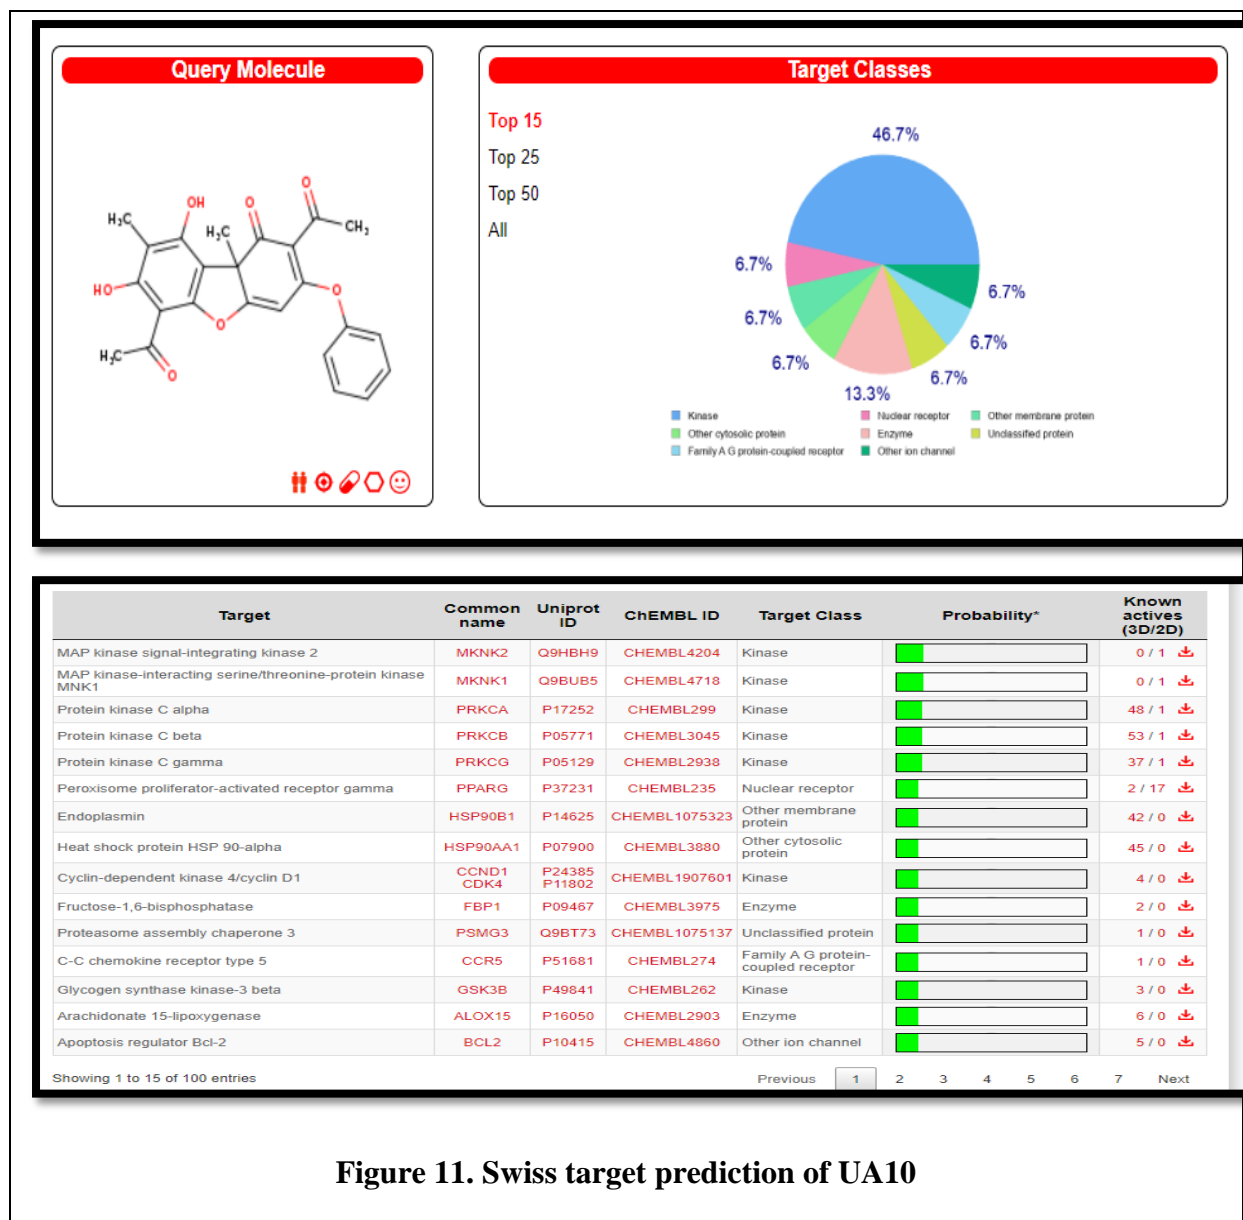 Query Molecule
H₃C
OH
O
O
H₃C
CH₃
HO
O
O
H₃C
O
Target Classes
Top 15
Top 25
Top 50
All
46.7%
6.7%
6.7%
6.7%
13.3%
6.7%
6.7%
6.7%
Kinase Nuclear receptor Other membrane protein
Other cytosolic protein Enzyme Unclassified protein
Family A G protein-coupled receptor Other ion channel
Target Common name Uniprot ID ChEMBL ID Target Class Probability* Known actives (3D/2D)
MAP kinase signal-integrating kinase 2 MKNK2 Q9HBH9 CHEMBL4204 Kinase 0 / 1
MAP kinase-interacting serine/threonine-protein kinase MNK1 MKNK1 Q9BUB5 CHEMBL4718 Kinase 0 / 1
Protein kinase C alpha PRKCA P17252 CHEMBL299 Kinase 48 / 1
Protein kinase C beta PRKCB P05771 CHEMBL3045 Kinase 53 / 1
Protein kinase C gamma PRKCG P05129 CHEMBL2938 Kinase 37 / 1
Peroxisome proliferator-activated receptor gamma PPARG P37231 CHEMBL235 Nuclear receptor 2 / 17
Endoplasmin HSP90B1 P14625 CHEMBL1075323 Other membrane protein 42 / 0
Heat shock protein HSP 90-alpha HSP90AA1 P07900 CHEMBL3880 Other cytosolic protein 45 / 0
Cyclin-dependent kinase 4/cyclin D1 CCND1 CDK4 P24385 P11802 CHEMBL1907601 Kinase 4 / 0
Fructose-1,6-bisphosphatase FBP1 P09467 CHEMBL3975 Enzyme 2 / 0
Proteasome assembly chaperone 3 PSMG3 Q9BT73 CHEMBL1075137 Unclassified protein 1 / 0
C-C chemokine receptor type 5 CCR5 P51681 CHEMBL274 Family A G protein-coupled receptor 1 / 0
Glycogen synthase kinase-3 beta GSK3B P49841 CHEMBL262 Kinase 3 / 0
Arachidonate 15-lipoxygenase ALOX15 P16050 CHEMBL2903 Enzyme 6 / 0
Apoptosis regulator Bcl-2 BCL2 P10415 CHEMBL4860 Other ion channel 5 / 0
Showing 1 to 15 of 100 entries Previous 1 2 3 4 5 6 7 Next
Figure 11. Swiss target prediction of UA10